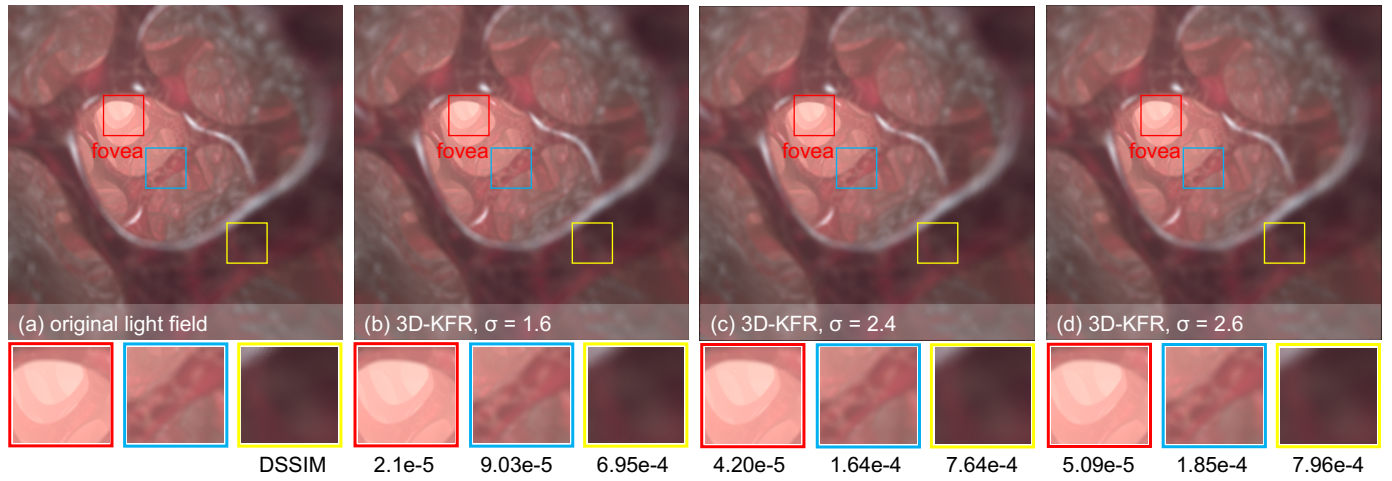 fovea
fovea
fovea
fovea
(a) original light field
(b) 3D-KFR, σ = 1.6
(c) 3D-KFR, σ = 2.4
(d) 3D-KFR, σ = 2.6
DSSIM 2.1e-5 9.03e-5 6.95e-4 4.20e-5 1.64e-4 7.64e-4 5.09e-5 1.85e-4 7.96e-4